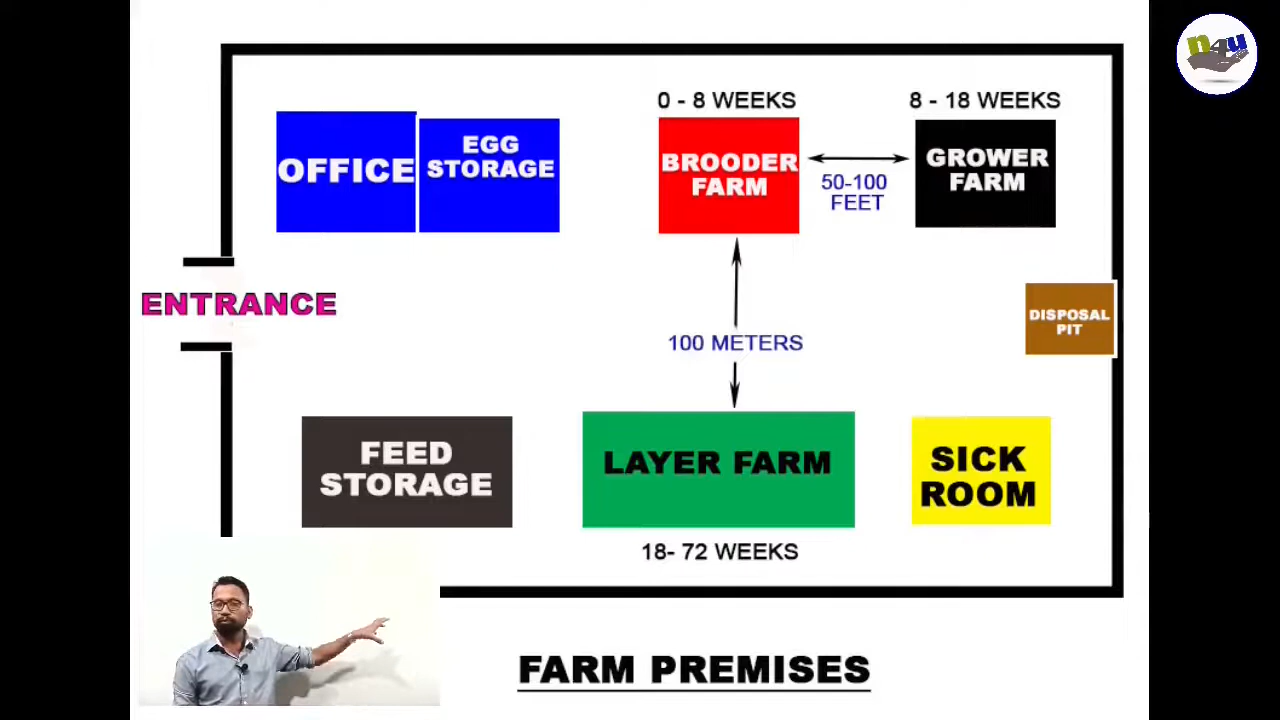 n4u
0 - 8 WEEKS
8 - 18 WEEKS
OFFICE
EGG
STORAGE
BROODER
FARM
50-100
FEET
GROWER
FARM
ENTRANCE
100 METERS
DISPOSAL
PIT
FEED
STORAGE
LAYER FARM
SICK
ROOM
18- 72 WEEKS
FARM PREMISES